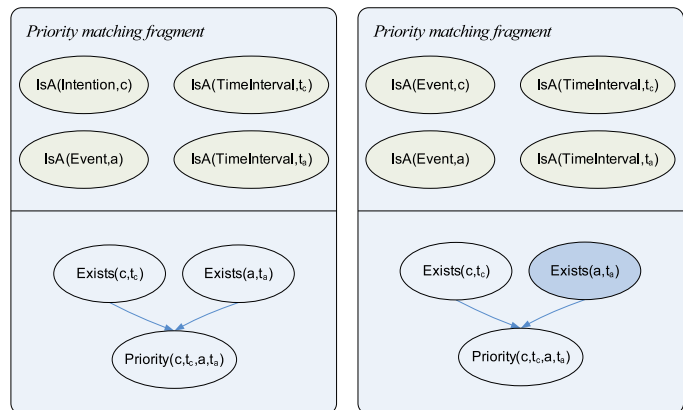 Priority matching fragment
IsA(Intention,c)
IsA(TimeInterval,tc)
IsA(Event,a)
IsA(TimeInterval,ta)
Exists(c,tc)
Exists(a,ta)
Priority(c,tc,a,ta)
Priority matching fragment
IsA(Event,c)
IsA(TimeInterval,tc)
IsA(Event,a)
IsA(TimeInterval,ta)
Exists(c,tc)
Exists(a,ta)
Priority(c,tc,a,ta)